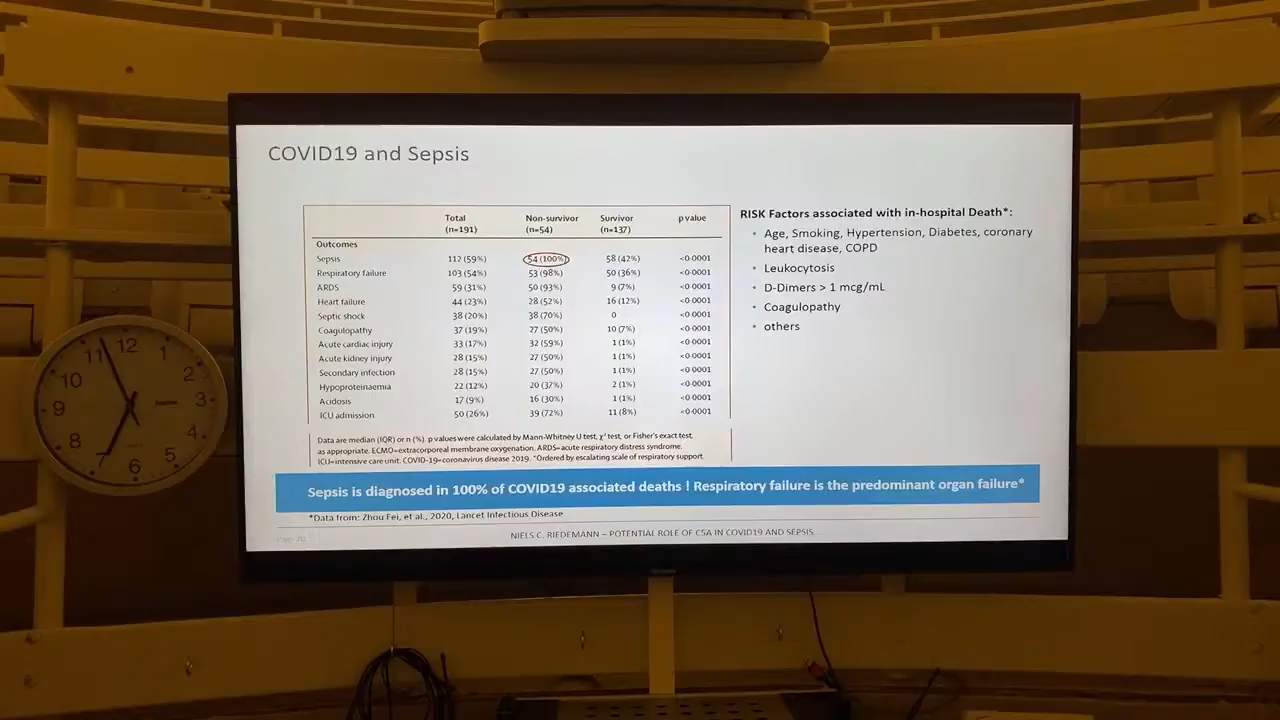 COVID19 and Sepsis
Total Non-survivor Survivor p value
(n=191) (n=54) (n=137)
Outcomes
Sepsis 112 (59%) 54 (100%) 58 (42%) <0·0001
Respiratory failure 103 (54%) 53 (98%) 50 (36%) <0·0001
ARDS 59 (31%) 50 (93%) 9 (7%) <0·0001
Heart failure 44 (23%) 28 (52%) 16 (12%) <0·0001
Septic shock 38 (20%) 38 (70%) 0 <0·0001
Coagulopathy 37 (19%) 27 (50%) 10 (7%) <0·0001
Acute cardiac injury 33 (17%) 32 (59%) 1 (1%) <0·0001
Acute kidney injury 28 (15%) 27 (50%) 1 (1%) <0·0001
Secondary infection 28 (15%) 27 (50%) 1 (1%) <0·0001
Hypoproteinaemia 22 (12%) 20 (37%) 2 (1%) <0·0001
Acidosis 17 (9%) 16 (30%) 1 (1%) <0·0001
ICU admission 50 (26%) 39 (72%) 11 (8%) <0·0001
Data are median (IQR) or n (%). p values were calculated by Mann-Whitney U test, χ² test, or Fisher's exact test,
as appropriate. ECMO=extracorporeal membrane oxygenation. ARDS=acute respiratory distress syndrome.
ICU=intensive care unit. COVID-19=coronavirus disease 2019. *Ordered by escalating scale of respiratory support.
RISK Factors associated with in-hospital Death*:
• Age, Smoking, Hypertension, Diabetes, coronary
heart disease, COPD
• Leukocytosis
• D-Dimers > 1 mcg/mL
• Coagulopathy
• others
Sepsis is diagnosed in 100% of COVID19 associated deaths ! Respiratory failure is the predominant organ failure*
*Data from: Zhou Fei, et al., 2020, Lancet Infectious Disease
NIELS C. RIEDEMANN – POTENTIAL ROLE OF C5A IN COVID19 AND SEPSIS
12
1
2
3
4
5
6
7
8
9
10
11